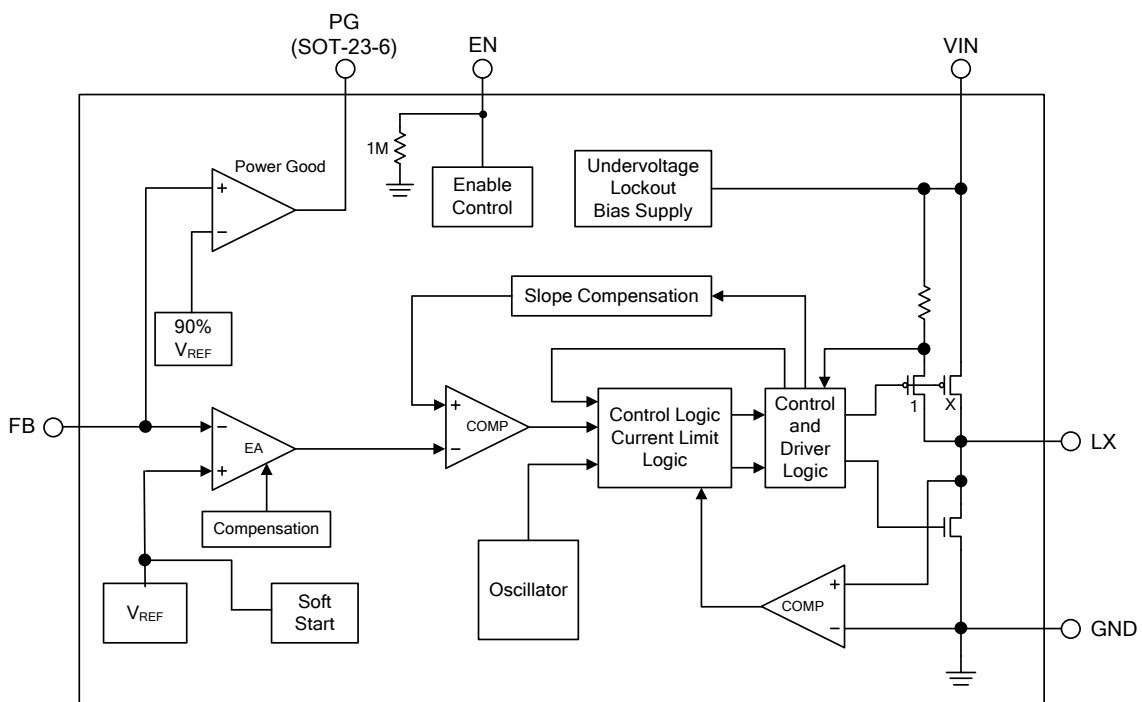 PG
(SOT-23-6)
EN
VIN
1M
Power Good
+
−
Enable
Control
Undervoltage
Lockout
Bias Supply
90%
VREF
Slope Compensation
FB
−
EA
+
+
COMP
−
Control Logic
Current Limit
Logic
Control
and
Driver
Logic
1
X
LX
Compensation
Oscillator
VREF
Soft
Start
COMP
+
−
GND